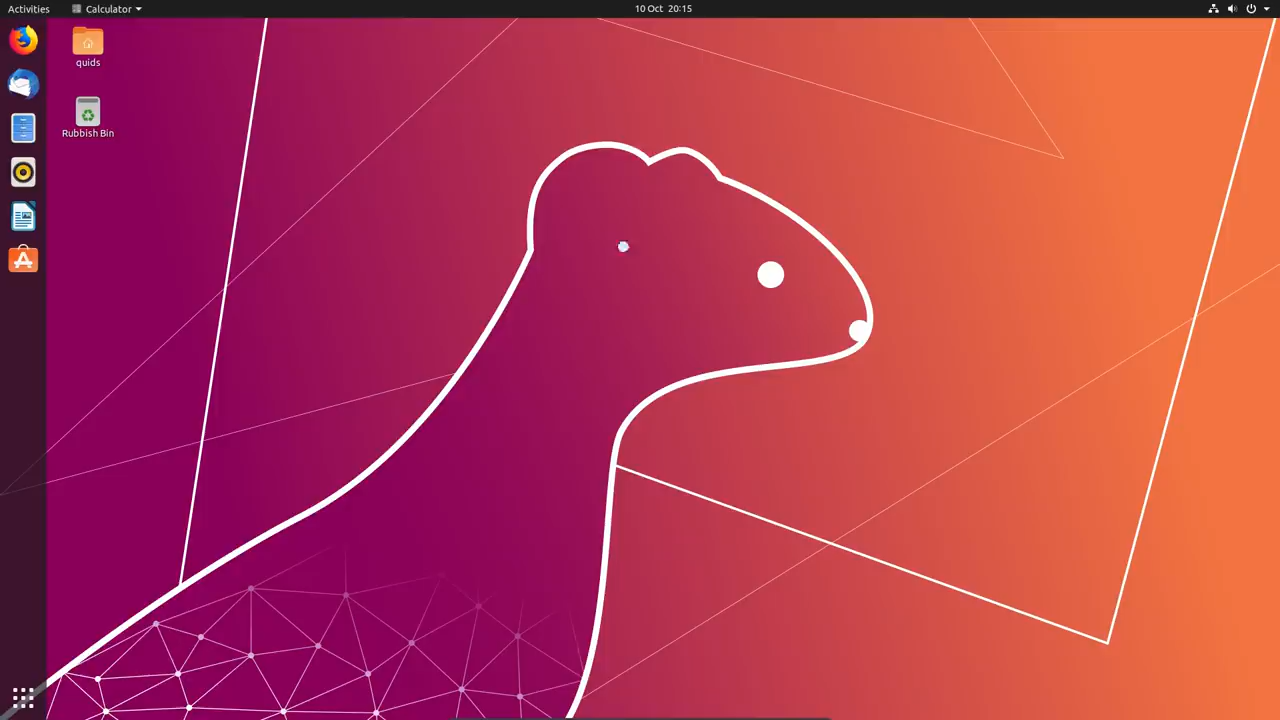 Activities
Calculator
10 Oct 20:15
quids
Rubbish Bin